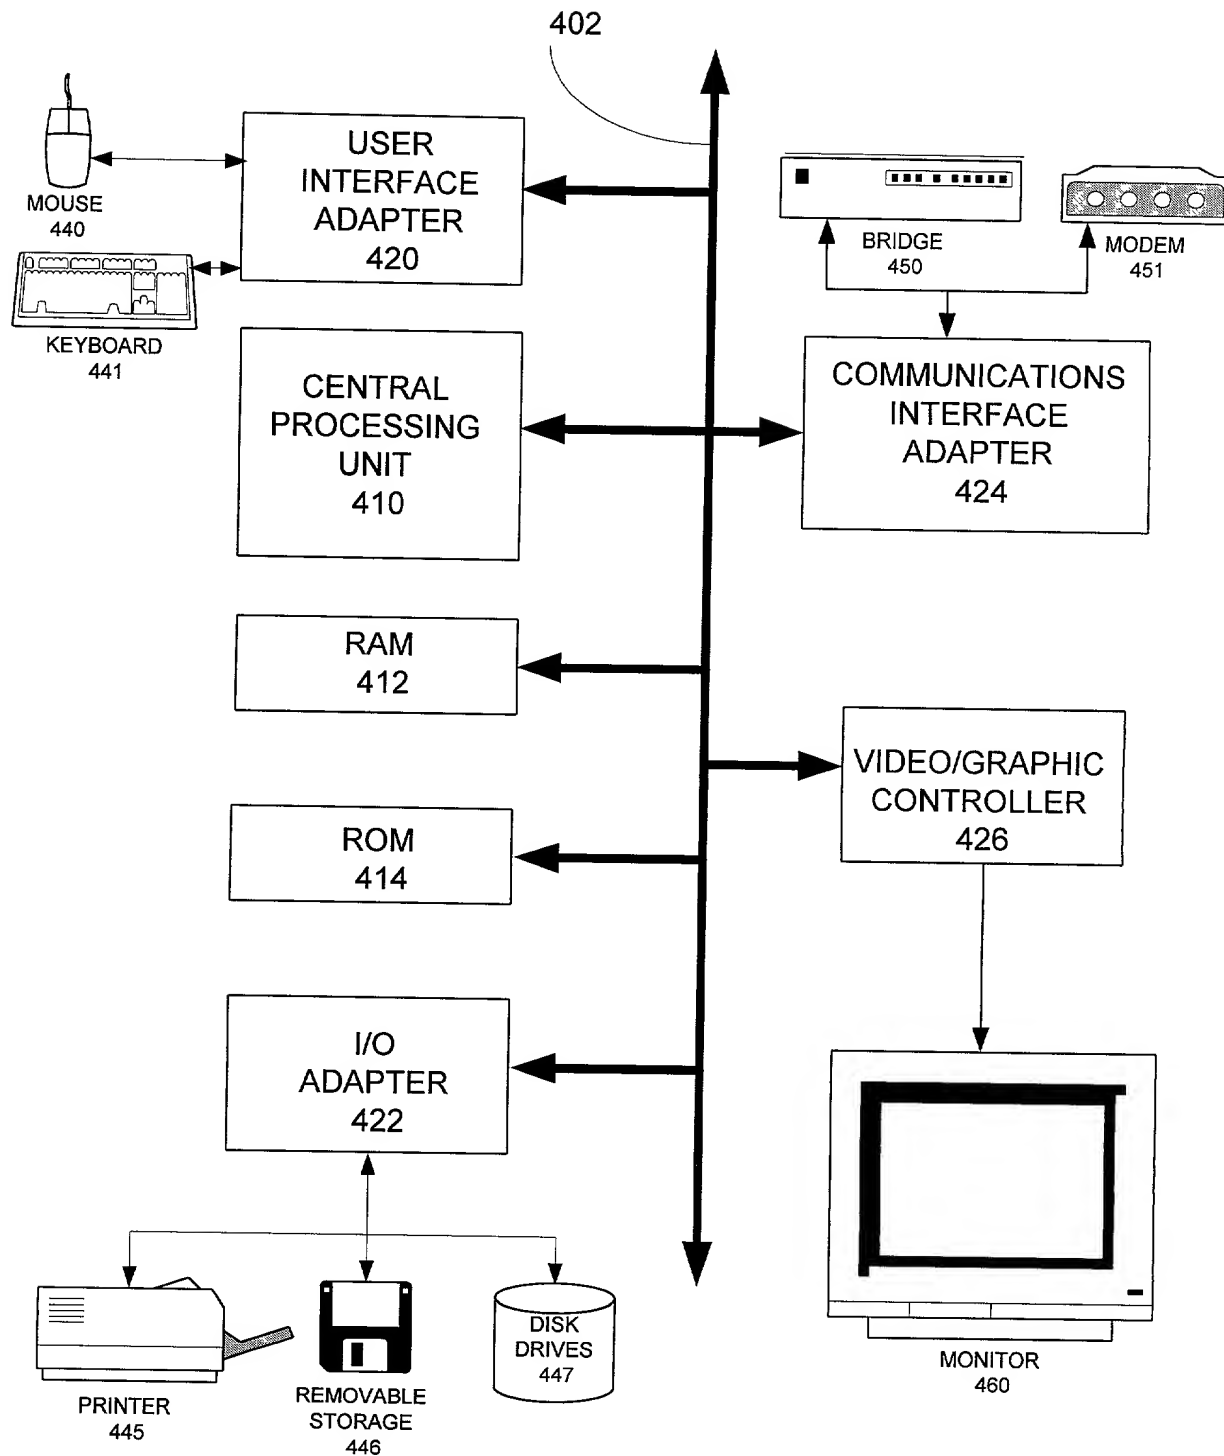 402
USER
INTERFACE
ADAPTER
420
MOUSE
440
KEYBOARD
441
BRIDGE
450
MODEM
451
CENTRAL
PROCESSING
UNIT
410
COMMUNICATIONS
INTERFACE
ADAPTER
424
RAM
412
VIDEO/GRAPHIC
CONTROLLER
426
ROM
414
I/O
ADAPTER
422
PRINTER
445
REMOVABLE
STORAGE
446
DISK
DRIVES
447
MONITOR
460